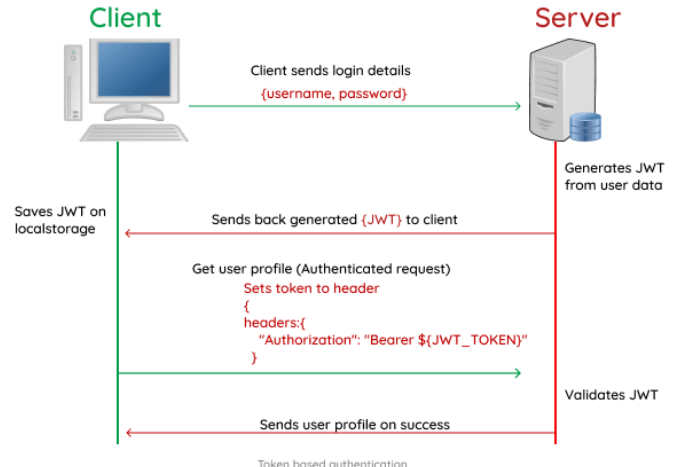 Client
Server
Client sends login details
{username, password}
Generates JWT
from user data
Saves JWT on
localstorage
Sends back generated {JWT} to client
Get user profile (Authenticated request)
Sets token to header
{
headers:{
"Authorization": "Bearer ${JWT_TOKEN}"
}
Validates JWT
Sends user profile on success
Token based authentication